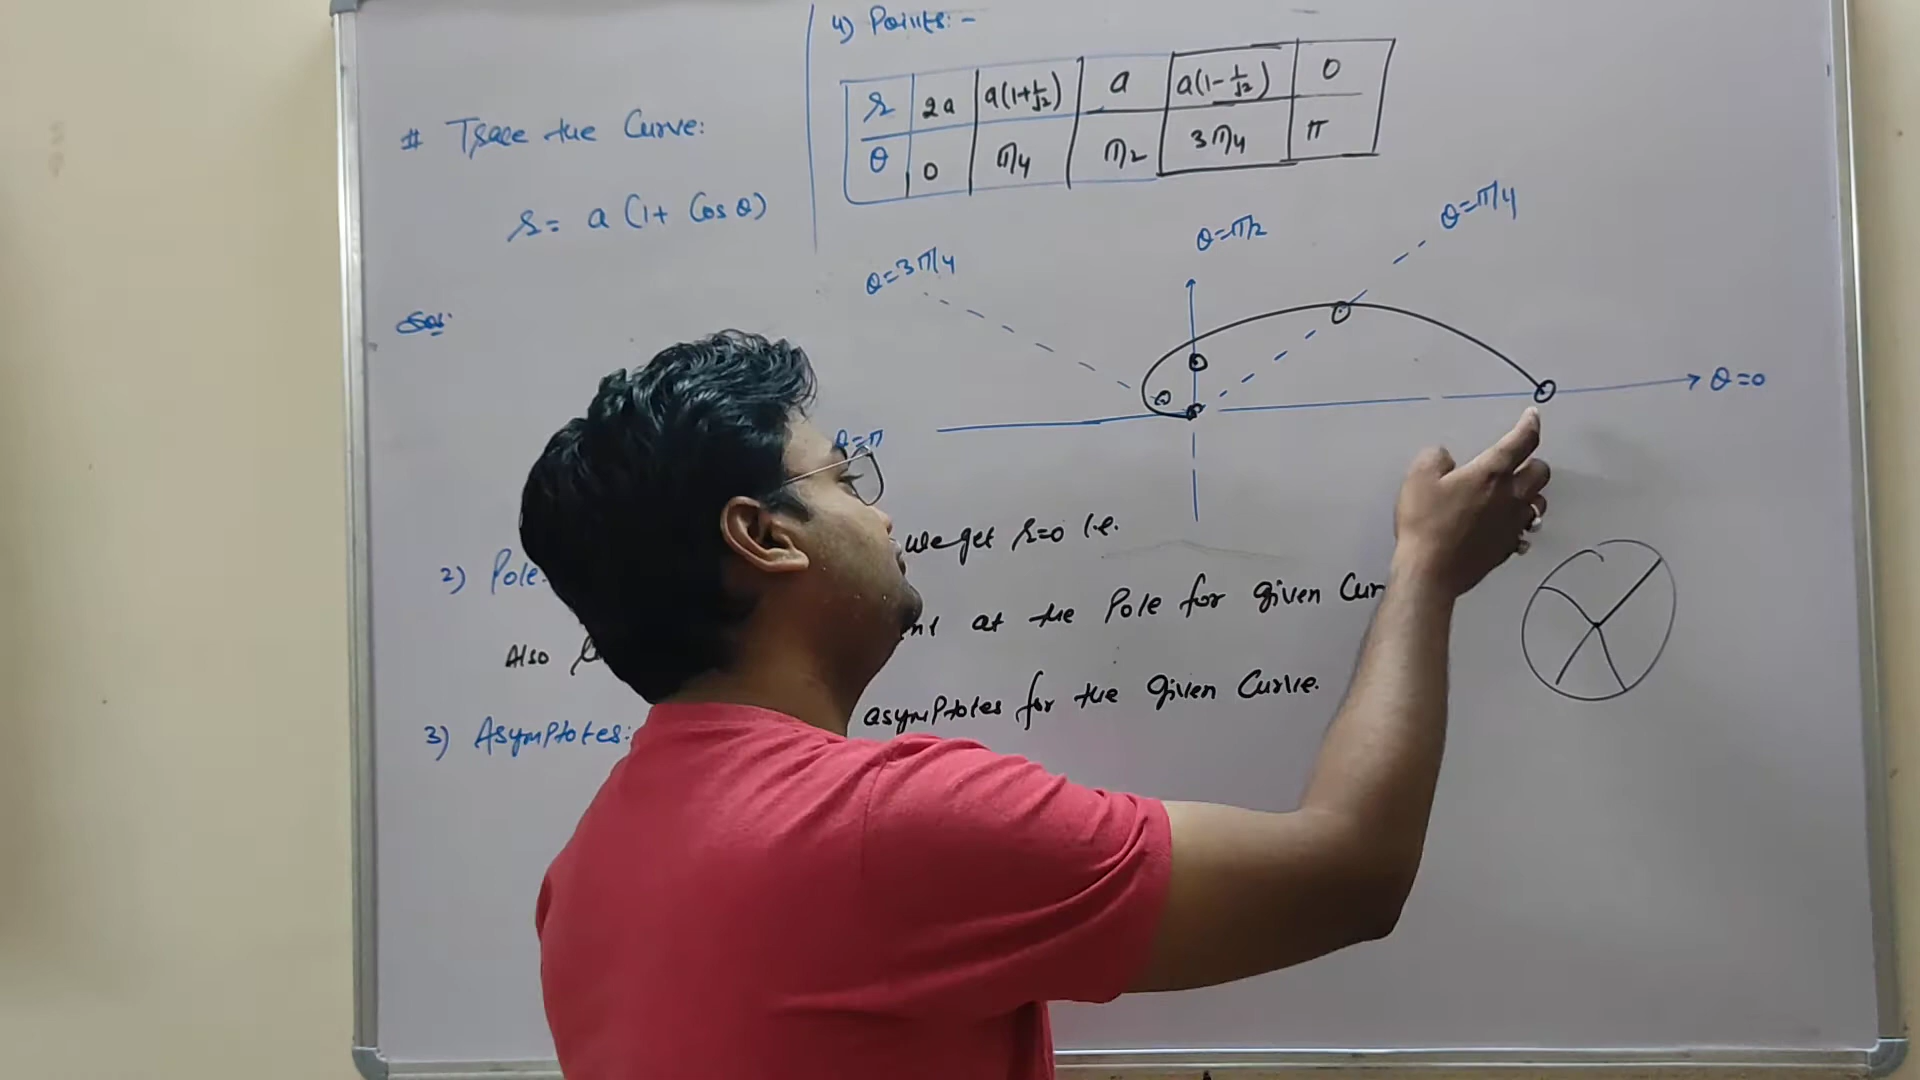 # Trace the Curve:
r = a (1+ Cos θ)
Sol:
4) Points:-
r 2a a(1+1/√2) a a(1-1/√2) 0
θ 0 π/4 π/2 3π/4 π
θ=3π/4
θ=π/2
θ=π/4
θ=0
θ=π
2) Pole: we get r=0 i.e.
Also at the Pole for given Cur
3) Asymptotes: asymptotes for the given Curve.